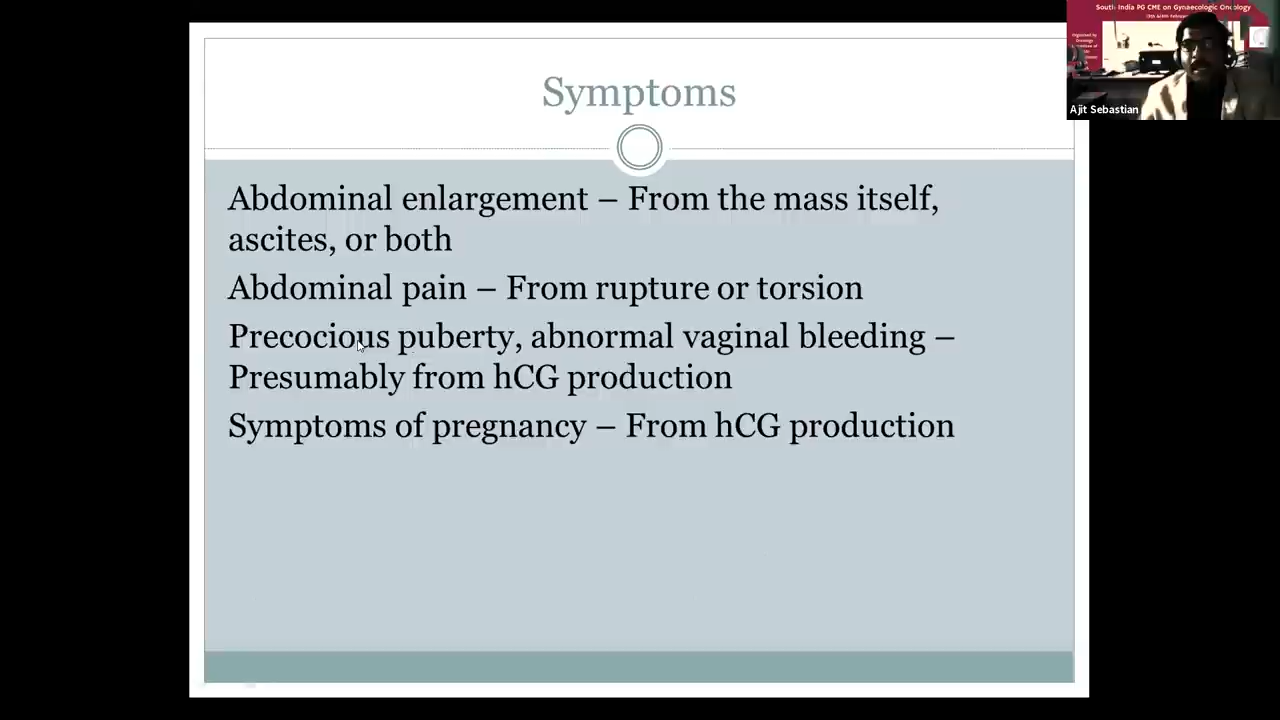 South India PG CME on Gynaecologic Oncology
Organised by
Ajit Sebastian
Symptoms
Abdominal enlargement – From the mass itself,
ascites, or both
Abdominal pain – From rupture or torsion
Precocious puberty, abnormal vaginal bleeding –
Presumably from hCG production
Symptoms of pregnancy – From hCG production